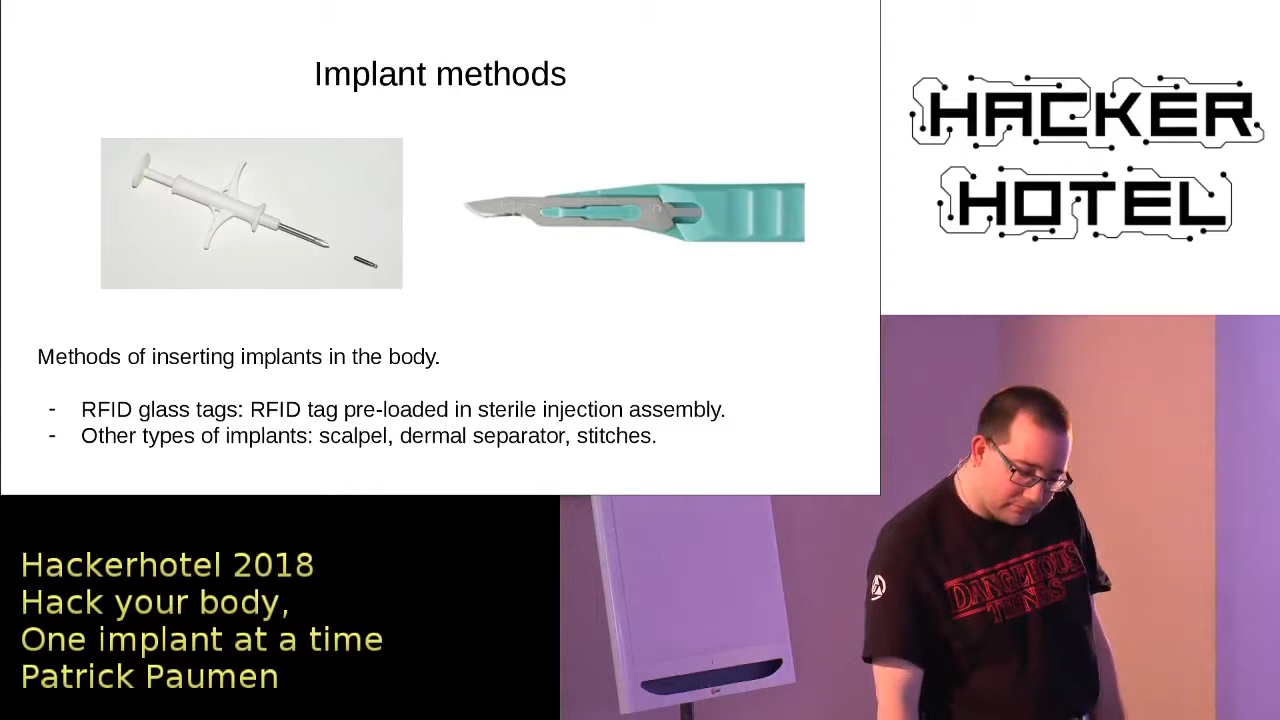 Implant methods
HACKER
HOTEL
Methods of inserting implants in the body.
- RFID glass tags: RFID tag pre-loaded in sterile injection assembly.
- Other types of implants: scalpel, dermal separator, stitches.
Hackerhotel 2018
Hack your body,
One implant at a time
Patrick Paumen
DANGEROUS
THINGS